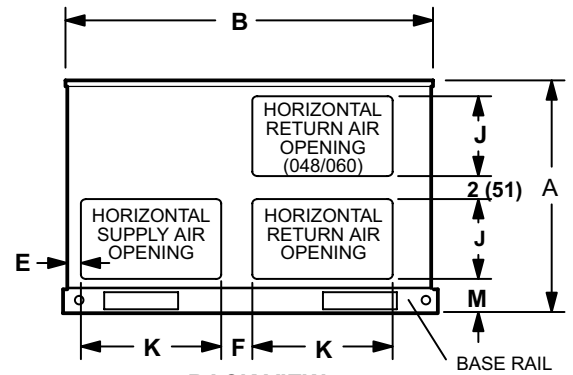 B
HORIZONTAL
RETURN AIR
OPENING
(048/060)
J
2 (51)
A
HORIZONTAL
SUPPLY AIR
OPENING
HORIZONTAL
RETURN AIR
OPENING
J
E
M
K
F
K
BASE RAIL